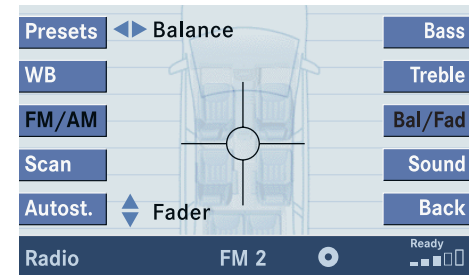 Presets Balance Bass
WB Treble
FM/AM Bal/Fad
Scan Sound
Autost. Fader Back
Radio FM 2 Ready